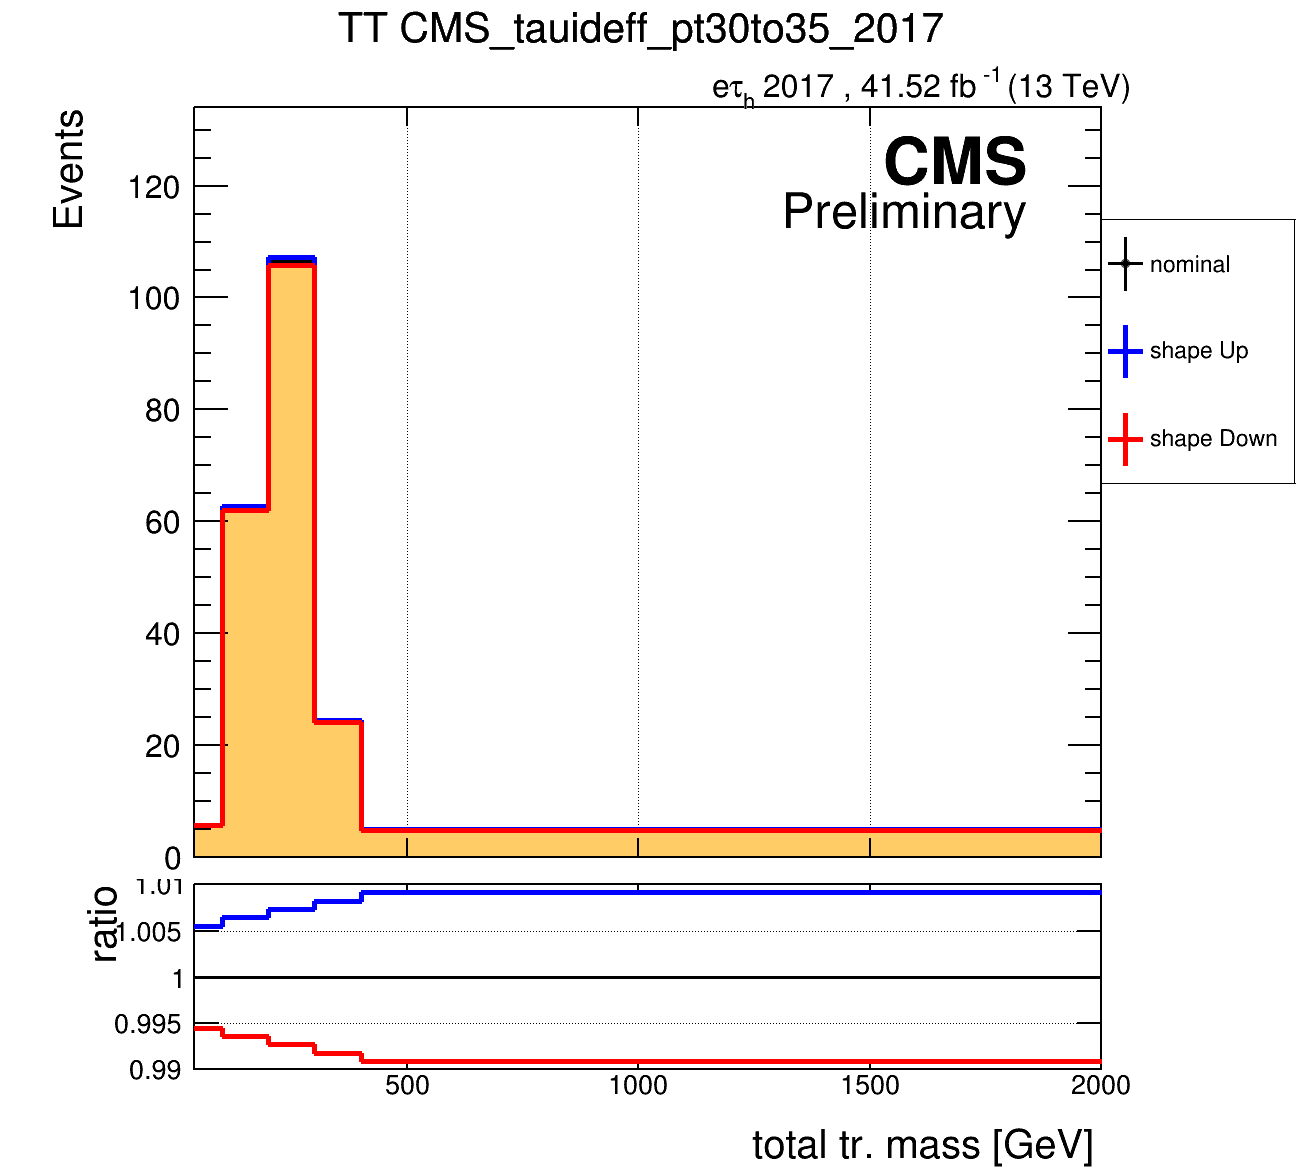 TT CMS_tauideff_pt30to35_2017
eτh 2017 , 41.52 fb-1 (13 TeV)
Events
CMS
Preliminary
120
100
80
60
40
20
0
nominal
shape Up
shape Down
ratio
1.01
1.005
1
0.995
0.99
500
1000
1500
2000
total tr. mass [GeV]